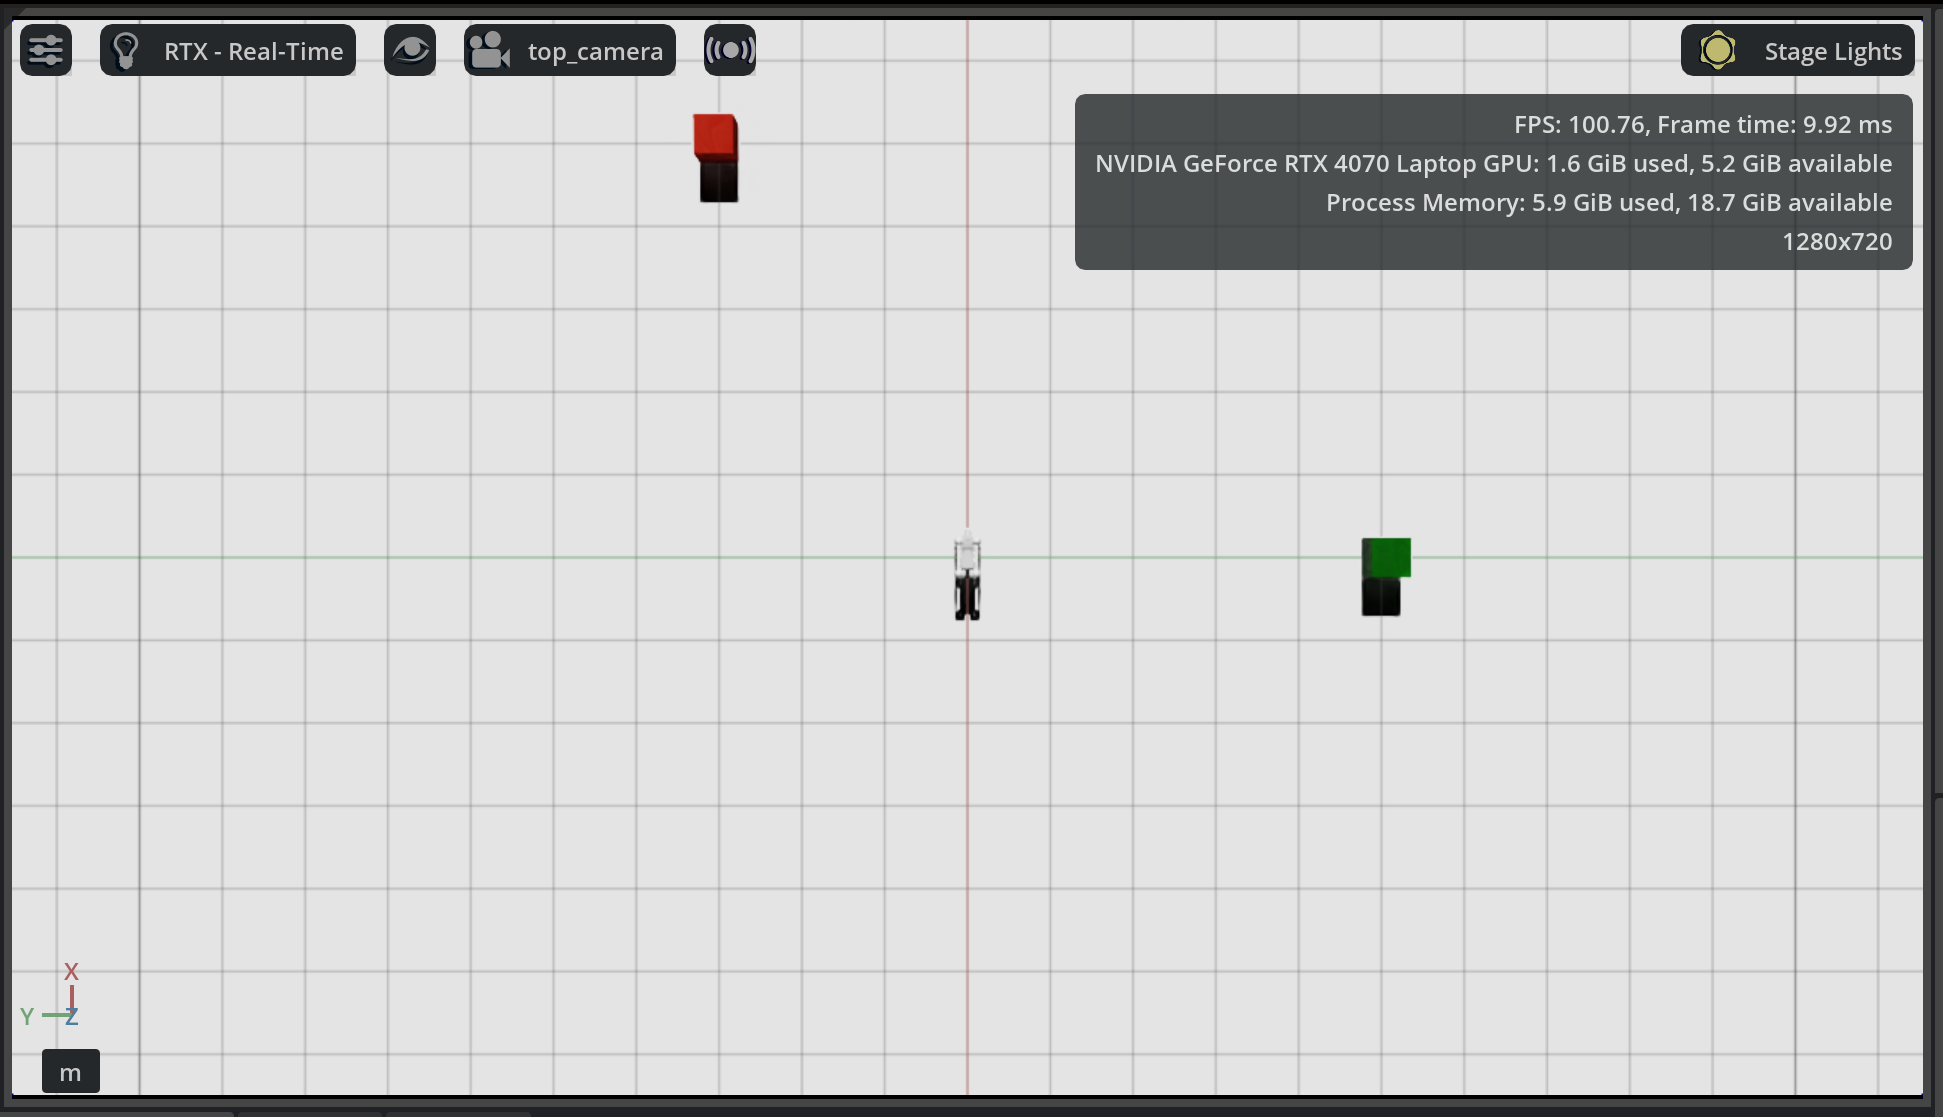 RTX - Real-Time
top_camera
Stage Lights
FPS: 100.76, Frame time: 9.92 ms
NVIDIA GeForce RTX 4070 Laptop GPU: 1.6 GiB used, 5.2 GiB available
Process Memory: 5.9 GiB used, 18.7 GiB available
1280x720
X
Y
Z
m